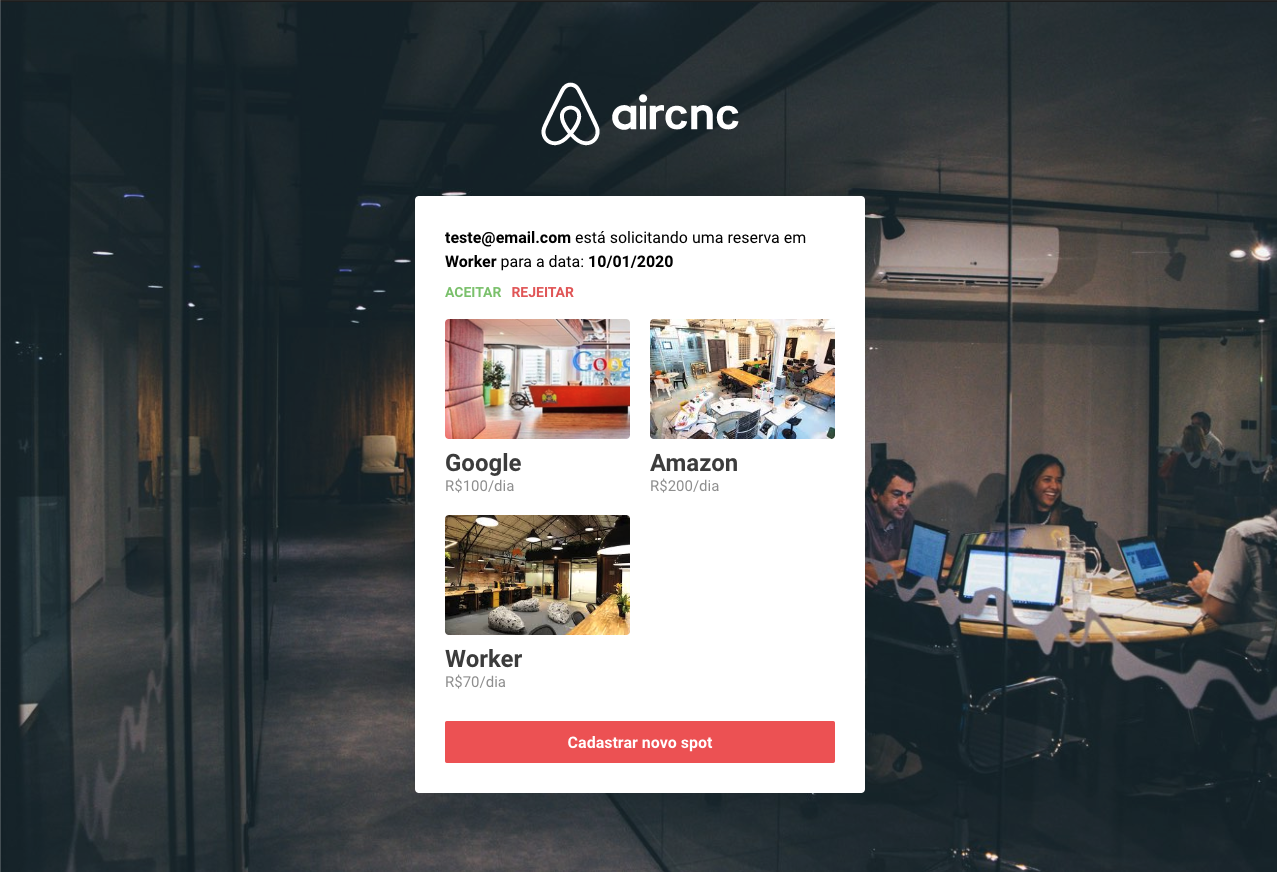 aircnc
teste@email.com está solicitando uma reserva em
Worker para a data: 10/01/2020
ACEITAR REJEITAR
Goog
Google
R$100/dia
Amazon
R$200/dia
Worker
R$70/dia
Cadastrar novo spot